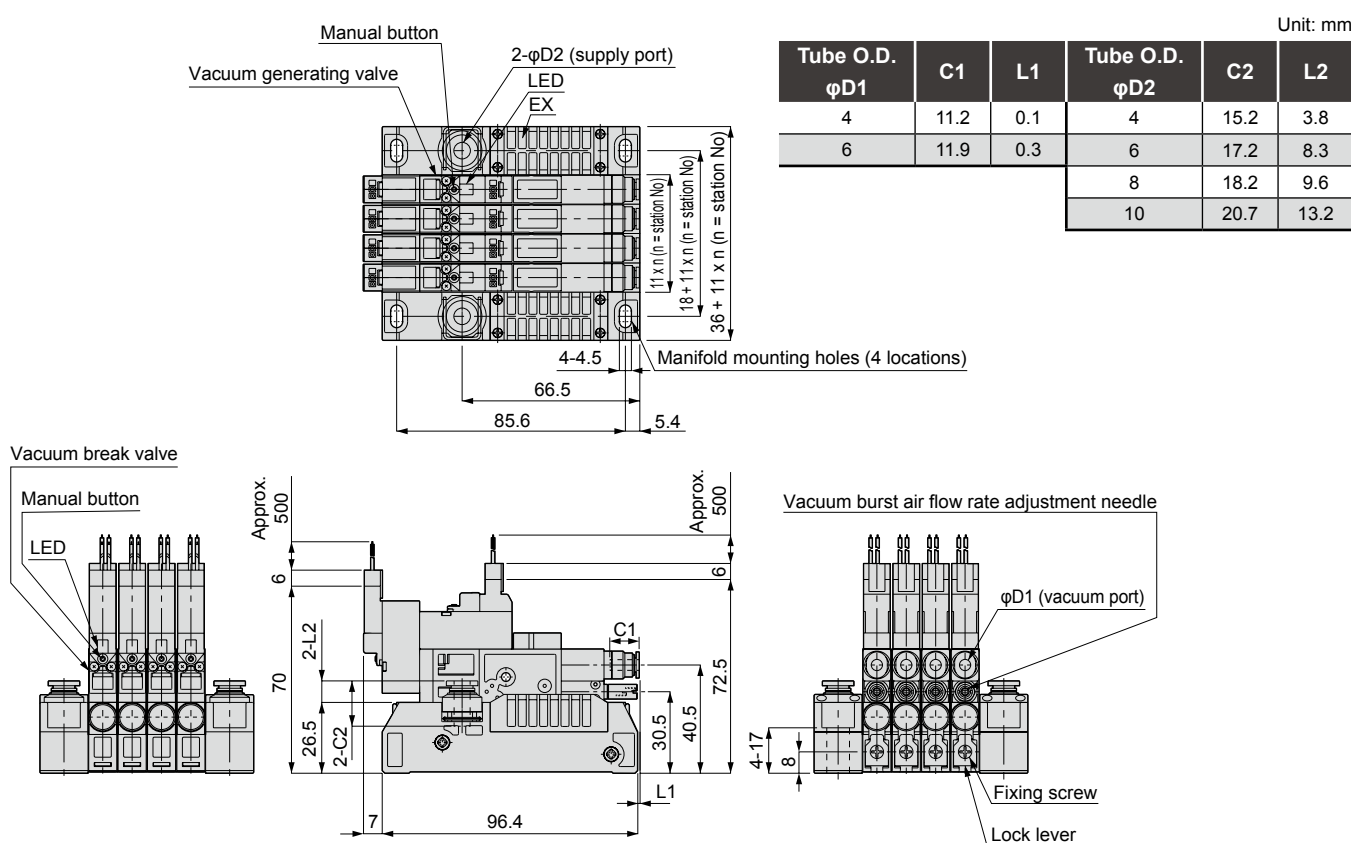 Unit: mm
Tube O.D. φD1 C1 L1 Tube O.D. φD2 C2 L2
4 11.2 0.1 4 15.2 3.8
6 11.9 0.3 6 17.2 8.3
8 18.2 9.6
10 20.7 13.2
Manual button
2-φD2 (supply port)
Vacuum generating valve
LED
EX
11 x n (n = station No)
18 + 11 x n (n = station No)
36 + 11 x n (n = station No)
4-4.5
Manifold mounting holes (4 locations)
66.5
85.6
5.4
Vacuum break valve
Manual button
LED
Approx.
500
6
2-L2
70
26.5
2-C2
7
96.4
C1
L1
30.5
40.5
72.5
6
Approx.
500
Vacuum burst air flow rate adjustment needle
φD1 (vacuum port)
4-17
8
Fixing screw
Lock lever